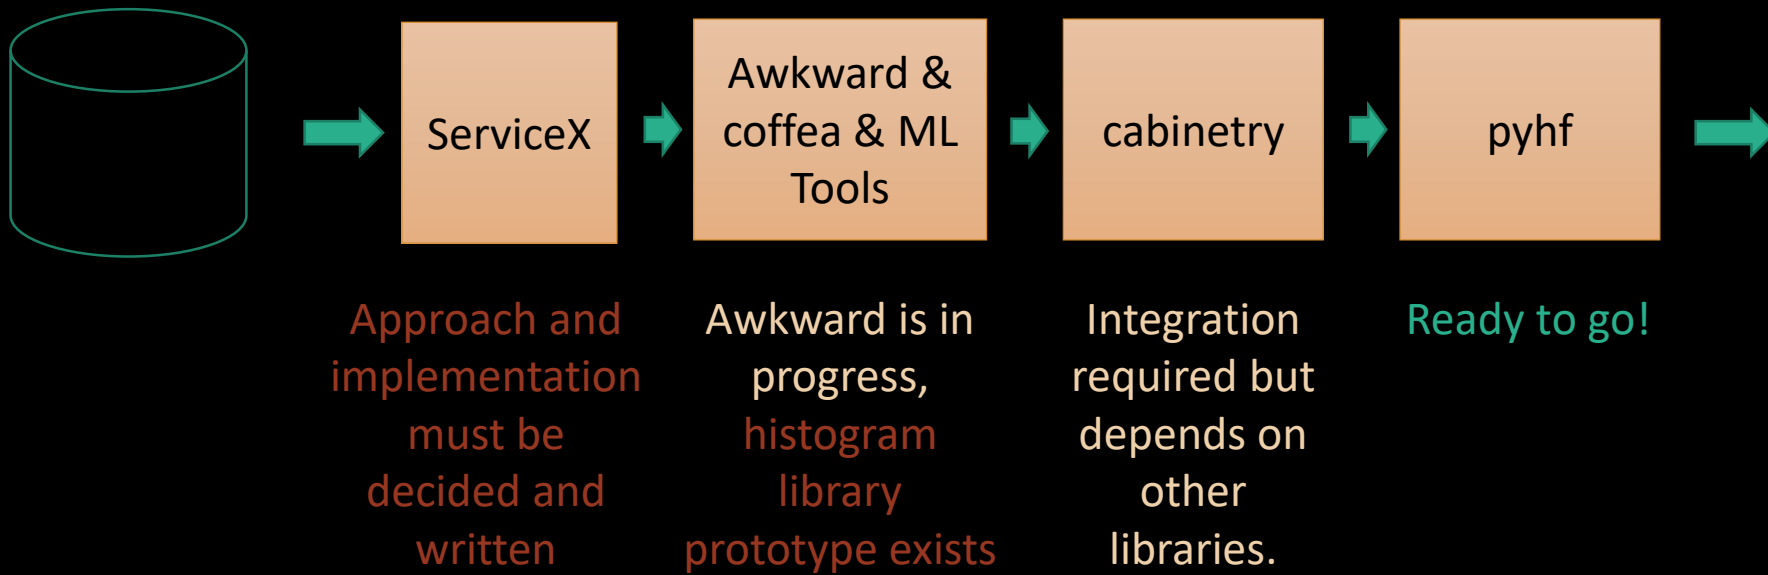 ServiceX
Awkward &
coffea & ML
Tools
cabinetry
pyhf
Approach and
implementation
must be
decided and
written
Awkward is in
progress,
histogram
library
prototype exists
Integration
required but
depends on
other
libraries.
Ready to go!